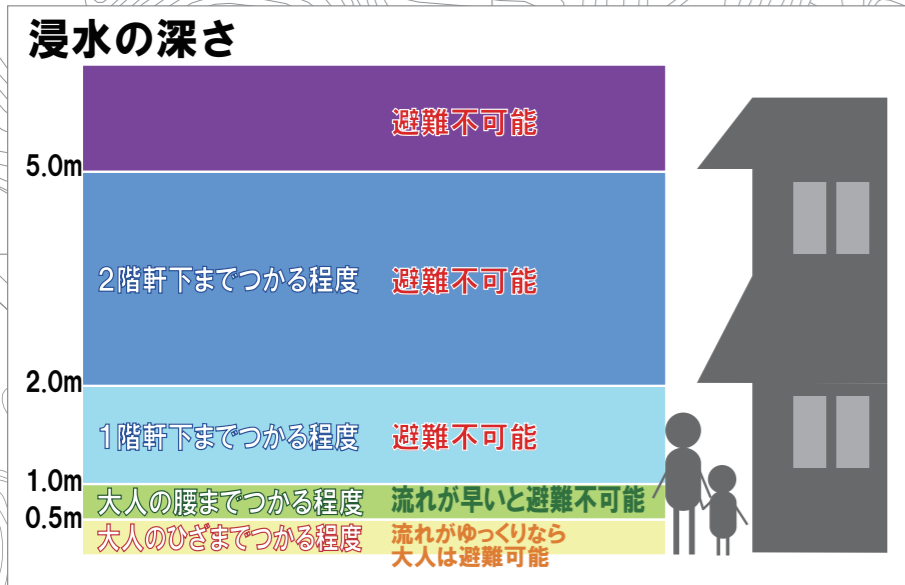 浸水の深さ
避難不可能
5.0m
2階軒下までつかる程度 避難不可能
2.0m
1階軒下までつかる程度 避難不可能
1.0m
大人の腰までつかる程度 流れが早いと避難不可能
0.5m
大人のひざまでつかる程度 流れがゆっくりなら
大人は避難可能